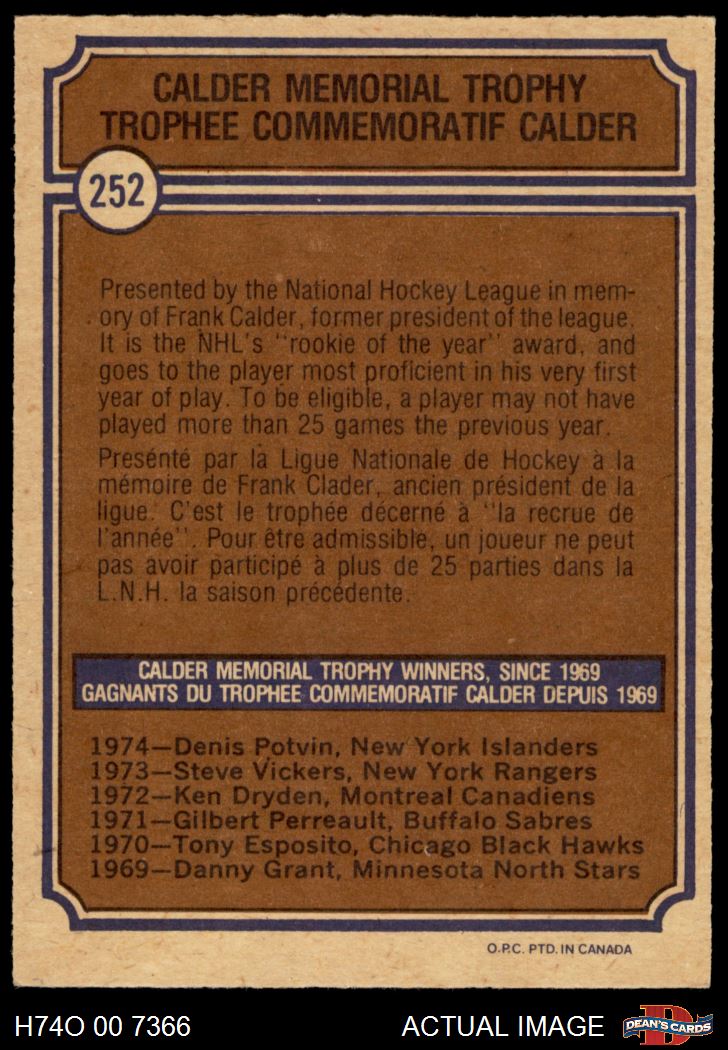 CALDER MEMORIAL TROPHY
TROPHEE COMMEMORATIF CALDER
252
Presented by the National Hockey League in mem-
ory of Frank Calder, former president of the league.
It is the NHL's "rookie of the year" award, and
goes to the player most proficient in his very first
year of play. To be eligible, a player may not have
played more than 25 games the previous year.
Presénté par la Ligue Nationale de Hockey à la
mémoire de Frank Clader, ancien président de la
ligue. C'est le trophée décerné à "la recrue de
l'année". Pour être admissible, un joueur ne peut
pas avoir participé à plus de 25 parties dans la
L.N.H. la saison précédente.
CALDER MEMORIAL TROPHY WINNERS, SINCE 1969
GAGNANTS DU TROPHEE COMMEMORATIF CALDER DEPUIS 1969
1974—Denis Potvin, New York Islanders
1973—Steve Vickers, New York Rangers
1972—Ken Dryden, Montreal Canadiens
1971—Gilbert Perreault, Buffalo Sabres
1970—Tony Esposito, Chicago Black Hawks
1969—Danny Grant, Minnesota North Stars
O.P.C. PTD. IN CANADA
H74O 00 7366
ACTUAL IMAGE
D
DEAN'S CARDS